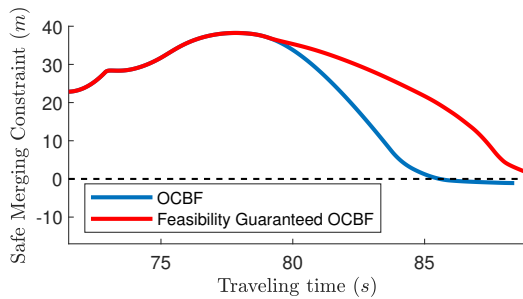 Safe Merging Constraint (m)
40
30
20
10
0
-10
OCBF
Feasibility Guaranteed OCBF
75
80
85
Traveling time (s)